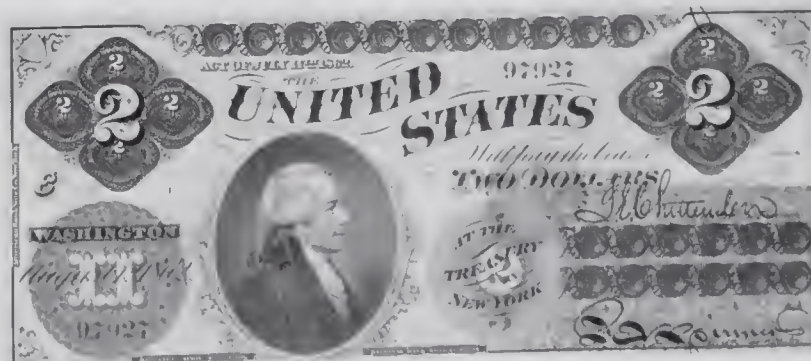 2
2 2 2
2
ACT OF JULY 11TH 1862.
97927
2
2 2 2
2
THE
UNITED
STATES
Will pay the bearer
TWO DOLLARS
L. E. Chittenden
WASHINGTON
AT THE
TREASURY
IN
NEW YORK
2
97927